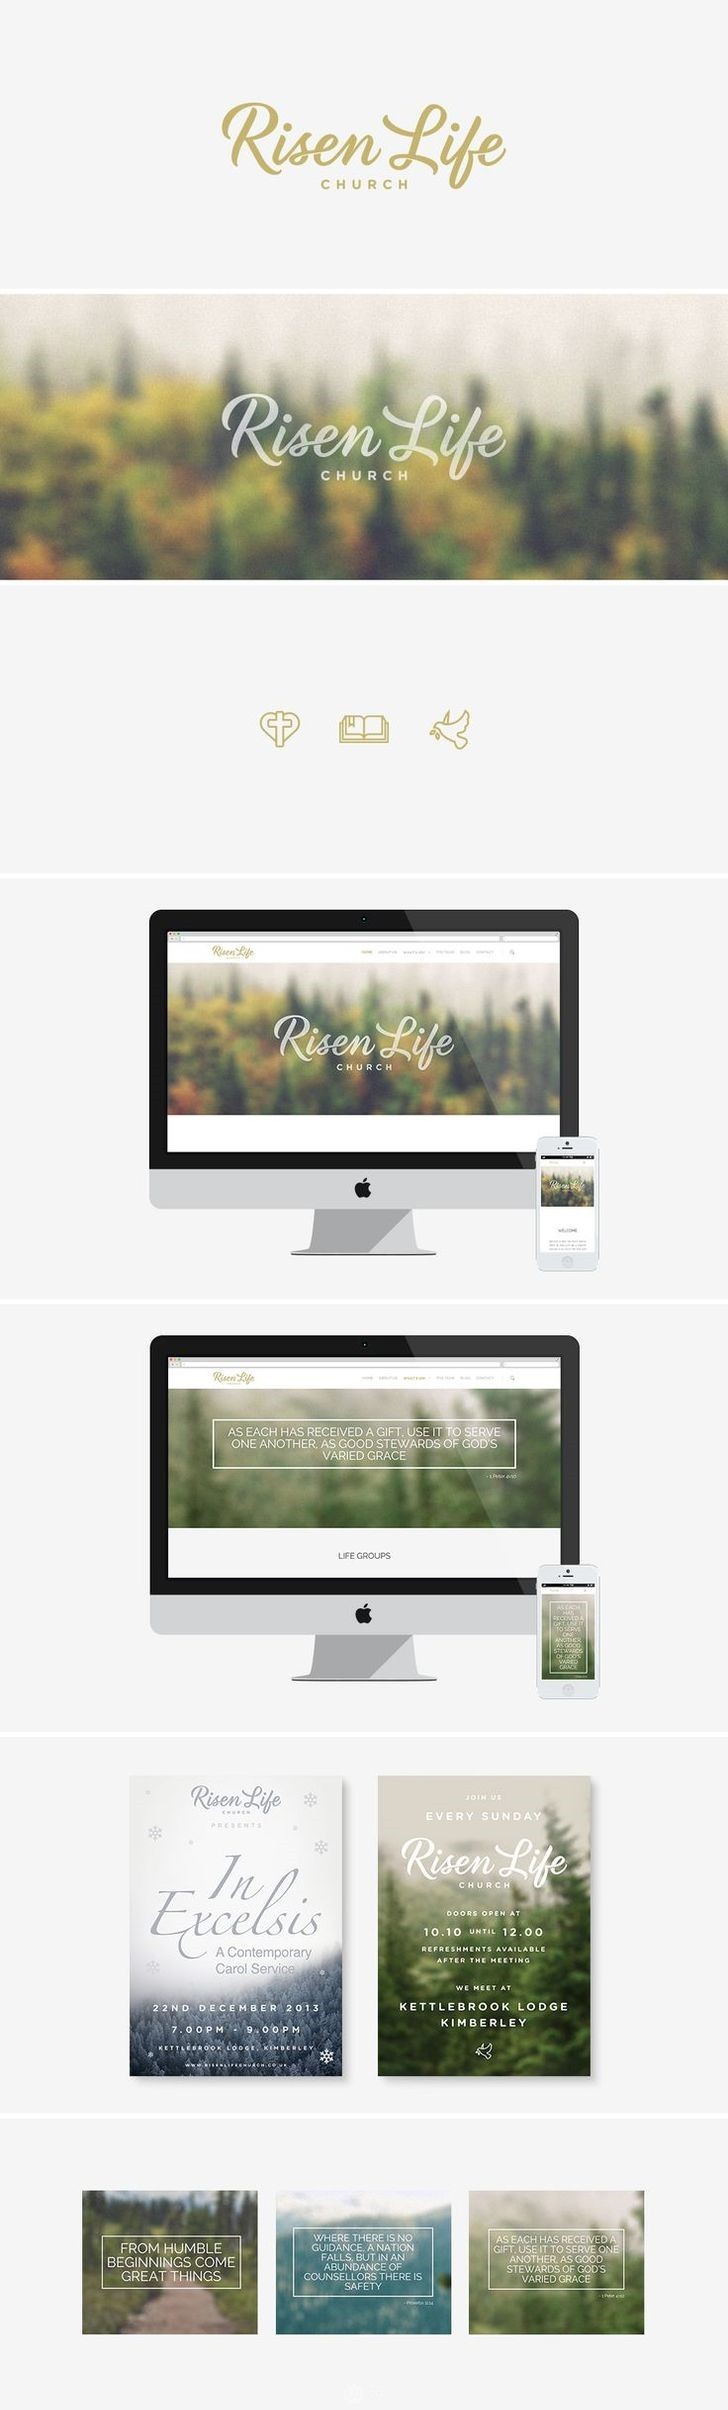 Risen Life
CHURCH
Risen Life
CHURCH
Risen Life
HOME ABOUT US WHAT'S ON THE TEAM BLOG CONTACT
Risen Life
CHURCH
Risen Life
WELCOME
Risen Life
CHURCH
HOME ABOUT US WHAT'S ON THE TEAM BLOG CONTACT
AS EACH HAS RECEIVED A GIFT, USE IT TO SERVE
ONE ANOTHER, AS GOOD STEWARDS OF GOD'S
VARIED GRACE
- 1 Peter 4:10
LIFE GROUPS
AS EACH
HAS
RECEIVED A
GIFT, USE IT
TO SERVE
ONE
ANOTHER,
AS GOOD
STEWARDS
OF GOD'S
VARIED
GRACE
Risen Life
CHURCH
PRESENTS
In
Excelsis
A Contemporary
Carol Service
22ND DECEMBER 2013
7.00PM - 9.00PM
KETTLEBROOK LODGE, KIMBERLEY
WWW.RISENLIFECHURCH.CO.UK
JOIN US
EVERY SUNDAY
Risen Life
CHURCH
DOORS OPEN AT
10.10 UNTIL 12.00
REFRESHMENTS AVAILABLE
AFTER THE MEETING
WE MEET AT
KETTLEBROOK LODGE
KIMBERLEY
FROM HUMBLE
BEGINNINGS COME
GREAT THINGS
WHERE THERE IS NO
GUIDANCE, A NATION
FALLS, BUT IN AN
ABUNDANCE OF
COUNSELLORS THERE IS
SAFETY
- Proverbs 11:14
AS EACH HAS RECEIVED A
GIFT, USE IT TO SERVE ONE
ANOTHER, AS GOOD
STEWARDS OF GOD'S
VARIED GRACE
- 1 Peter 4:10